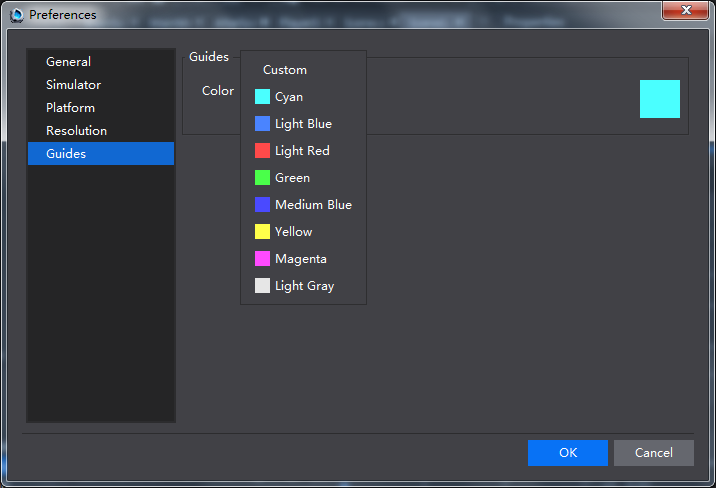 Preferences
General
Simulator
Platform
Resolution
Guides
Guides
Color
Custom
Cyan
Light Blue
Light Red
Green
Medium Blue
Yellow
Magenta
Light Gray
OK
Cancel